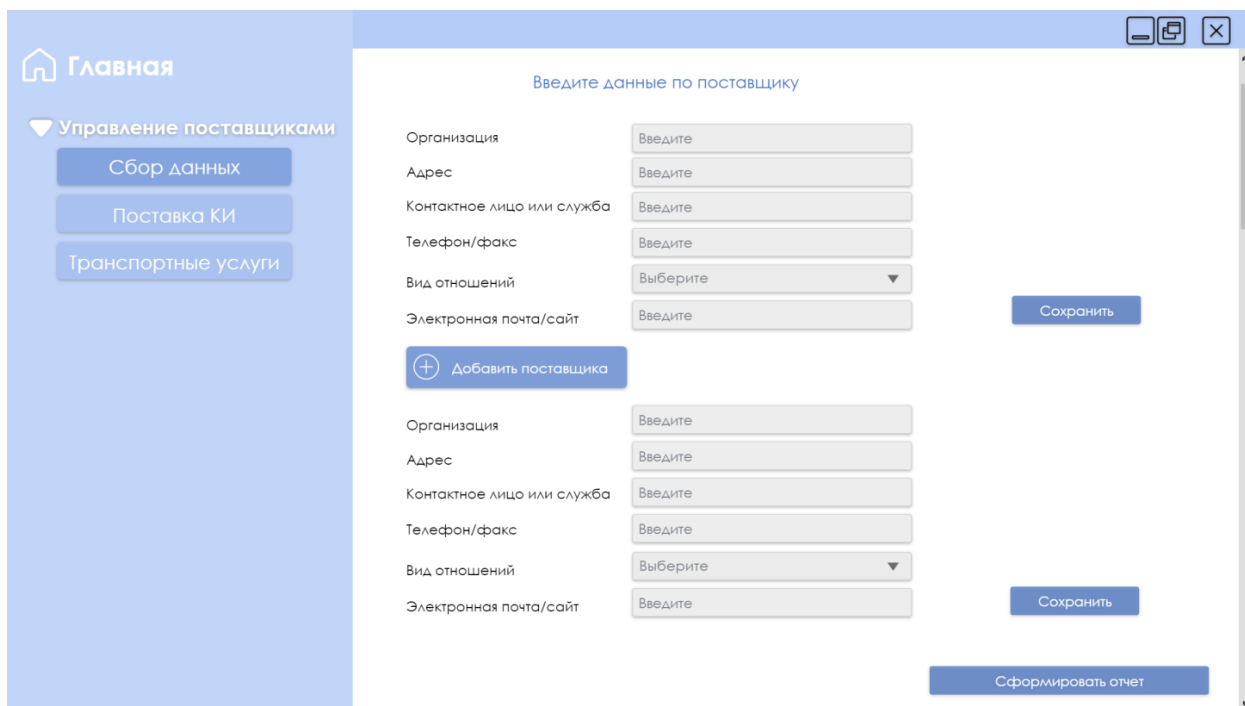 Главная
Управление поставщиками
Сбор данных
Поставка КИ
Транспортные услуги
Введите данные по поставщику
Организация Введите
Адрес Введите
Контактное лицо или служба Введите
Телефон/факс Введите
Вид отношений Выберите
Электронная почта/сайт Введите
Сохранить
Добавить поставщика
Организация Введите
Адрес Введите
Контактное лицо или служба Введите
Телефон/факс Введите
Вид отношений Выберите
Электронная почта/сайт Введите
Сохранить
Сформировать отчет